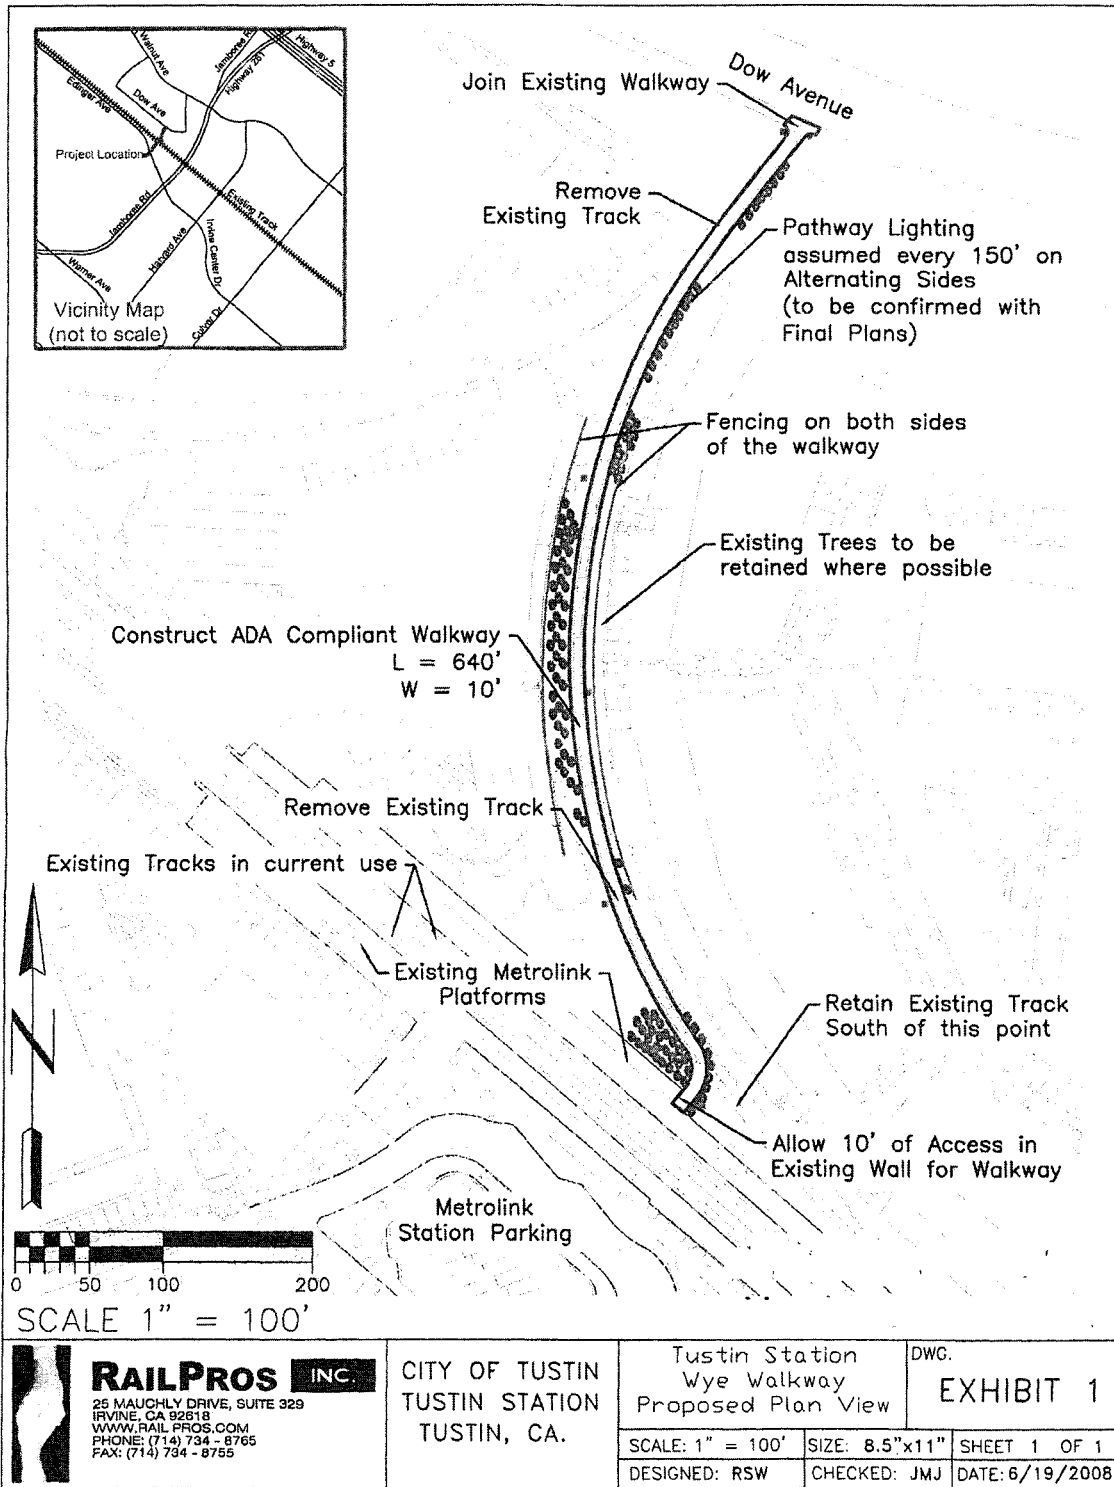 Walnut Ave
Jamboree Rd
Highway 261
Highway 5
Edinger Ave
Dow Ave
Project Location
Existing Track
Jamboree Rd
Harvard Ave
Irvine Center Dr
Warner Ave
Culver Dr
Vicinity Map
(not to scale)
Dow Avenue
Join Existing Walkway
Remove
Existing Track
Pathway Lighting
assumed every 150' on
Alternating Sides
(to be confirmed with
Final Plans)
Fencing on both sides
of the walkway
Existing Trees to be
retained where possible
Construct ADA Compliant Walkway
L = 640'
W = 10'
Remove Existing Track
Existing Tracks in current use
Existing Metrolink
Platforms
Retain Existing Track
South of this point
Allow 10' of Access in
Existing Wall for Walkway
Metrolink
Station Parking
N
0 50 100 200
SCALE 1" = 100'
RAILPROS INC.
25 MAUCHLY DRIVE, SUITE 329
IRVINE, CA 92618
WWW.RAIL PROS.COM
PHONE: (714) 734 - 8765
FAX: (714) 734 - 8755
CITY OF TUSTIN
TUSTIN STATION
TUSTIN, CA.
Tustin Station
Wye Walkway
Proposed Plan View
DWG.
EXHIBIT 1
SCALE: 1" = 100'
SIZE: 8.5"x11"
SHEET 1 OF 1
DESIGNED: RSW
CHECKED: JMJ
DATE: 6/19/2008